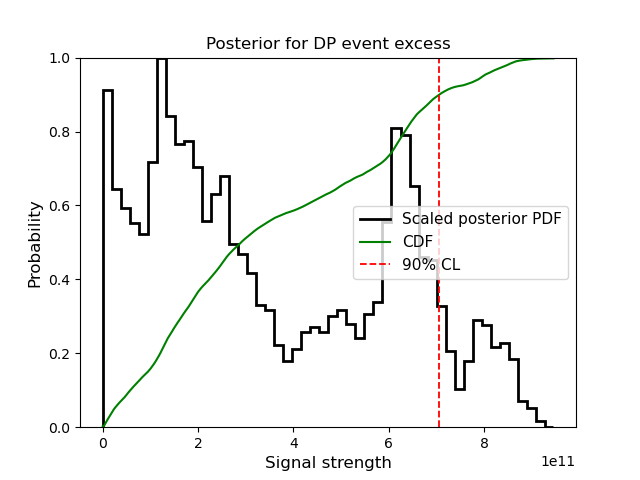 Posterior for DP event excess
1.0
0.8
0.6
0.4
0.2
0.0
Probability
Scaled posterior PDF
CDF
90% CL
0 2 4 6 8
1e11
Signal strength